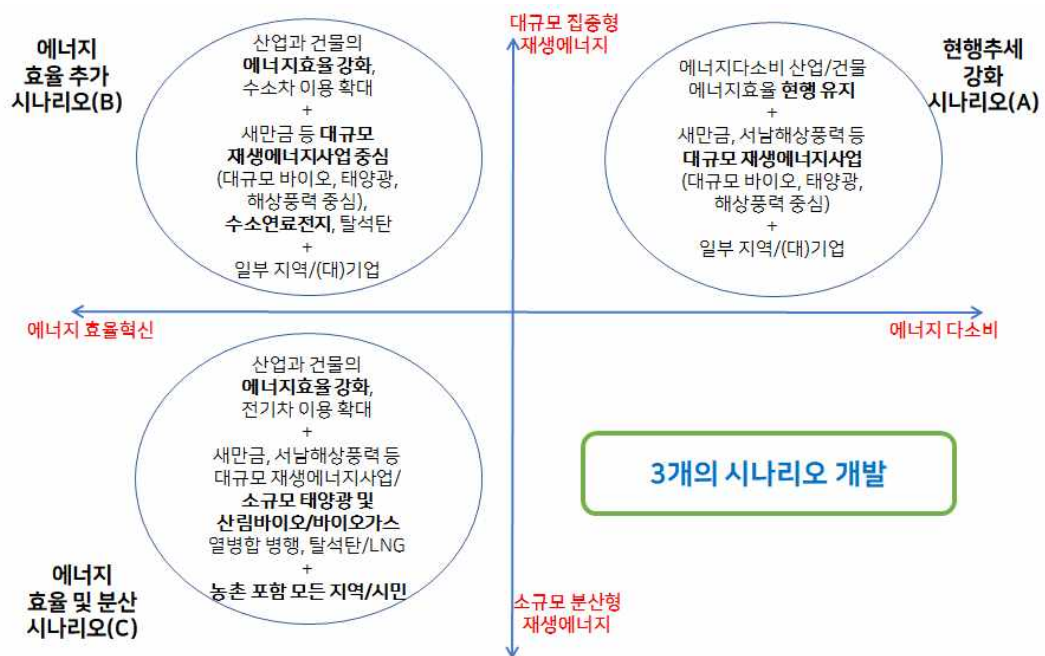 대규모 집중형
재생에너지
에너지
효율 추가
시나리오(B)
산업과 건물의
에너지효율 강화,
수소차 이용 확대
+
새만금 등 대규모
재생에너지사업 중심
(대규모 바이오, 태양광,
해상풍력 중심),
수소연료전지, 탈석탄
+
일부 지역/(대)기업
현행추세
강화
시나리오(A)
에너지다소비 산업/건물
에너지효율 현행 유지
+
새만금, 서남해상풍력 등
대규모 재생에너지사업
(대규모 바이오, 태양광,
해상풍력 중심)
+
일부 지역/(대)기업
에너지 효율혁신
에너지 다소비
산업과 건물의
에너지효율 강화,
전기차 이용 확대
+
새만금, 서남해상풍력 등
대규모 재생에너지사업/
소규모 태양광 및
산림바이오/바이오가스
열병합 병행, 탈석탄/LNG
+
농촌 포함 모든 지역/시민
에너지
효율 및 분산
시나리오(C)
3개의 시나리오 개발
소규모 분산형
재생에너지